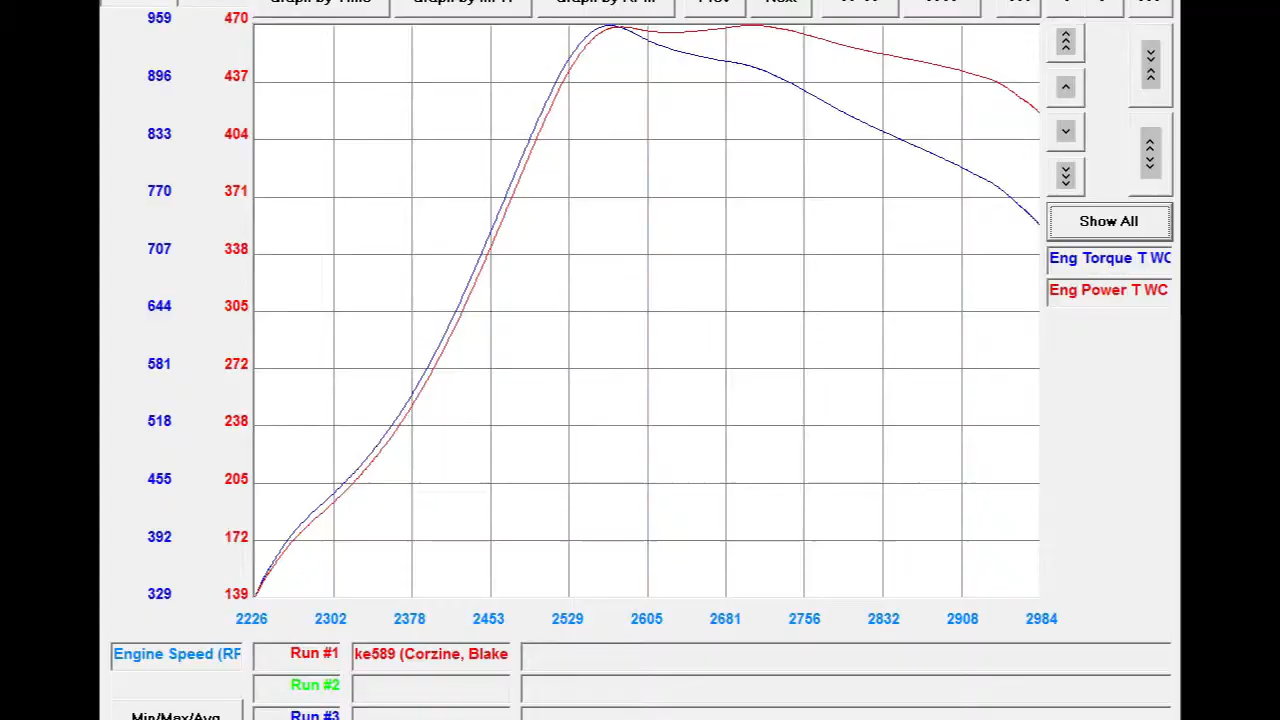 959 470
896 437
833 404
770 371
Show All
707 338
Eng Torque T WC
Eng Power T WC
644 305
581 272
518 238
455 205
392 172
329 139
2226 2302 2378 2453 2529 2605 2681 2756 2832 2908 2984
Engine Speed (RF Run #1 ke589 (Corzine, Blake
Run #2
Min/Max/Avg Run #3